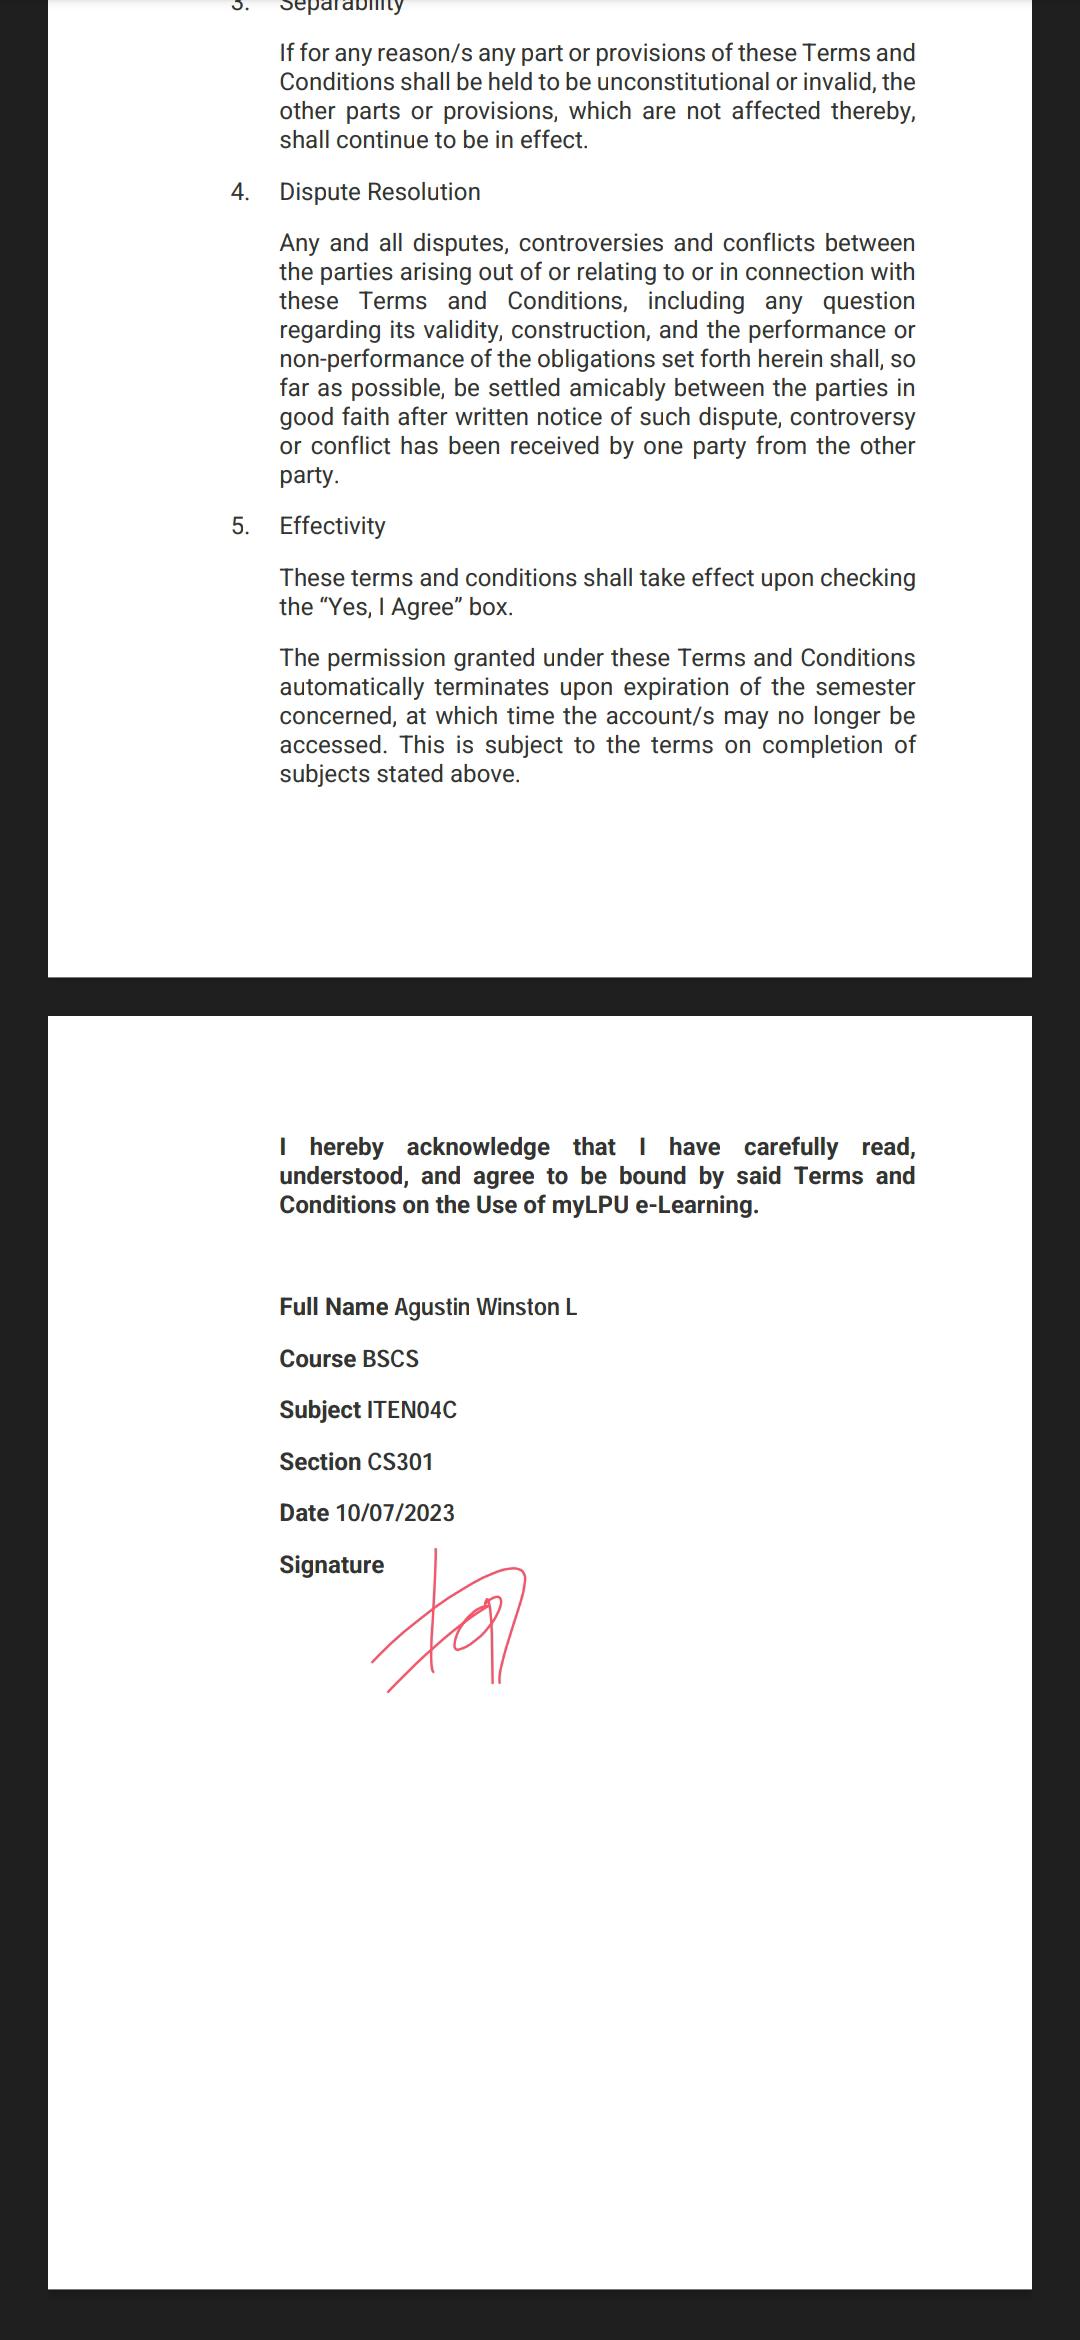 3. Separability
If for any reason/s any part or provisions of these Terms and
Conditions shall be held to be unconstitutional or invalid, the
other parts or provisions, which are not affected thereby,
shall continue to be in effect.
4. Dispute Resolution
Any and all disputes, controversies and conflicts between
the parties arising out of or relating to or in connection with
these Terms and Conditions, including any question
regarding its validity, construction, and the performance or
non-performance of the obligations set forth herein shall, so
far as possible, be settled amicably between the parties in
good faith after written notice of such dispute, controversy
or conflict has been received by one party from the other
party.
5. Effectivity
These terms and conditions shall take effect upon checking
the “Yes, I Agree” box.
The permission granted under these Terms and Conditions
automatically terminates upon expiration of the semester
concerned, at which time the account/s may no longer be
accessed. This is subject to the terms on completion of
subjects stated above.
I hereby acknowledge that I have carefully read,
understood, and agree to be bound by said Terms and
Conditions on the Use of myLPU e-Learning.
Full Name Agustin Winston L
Course BSCS
Subject ITEN04C
Section CS301
Date 10/07/2023
Signature